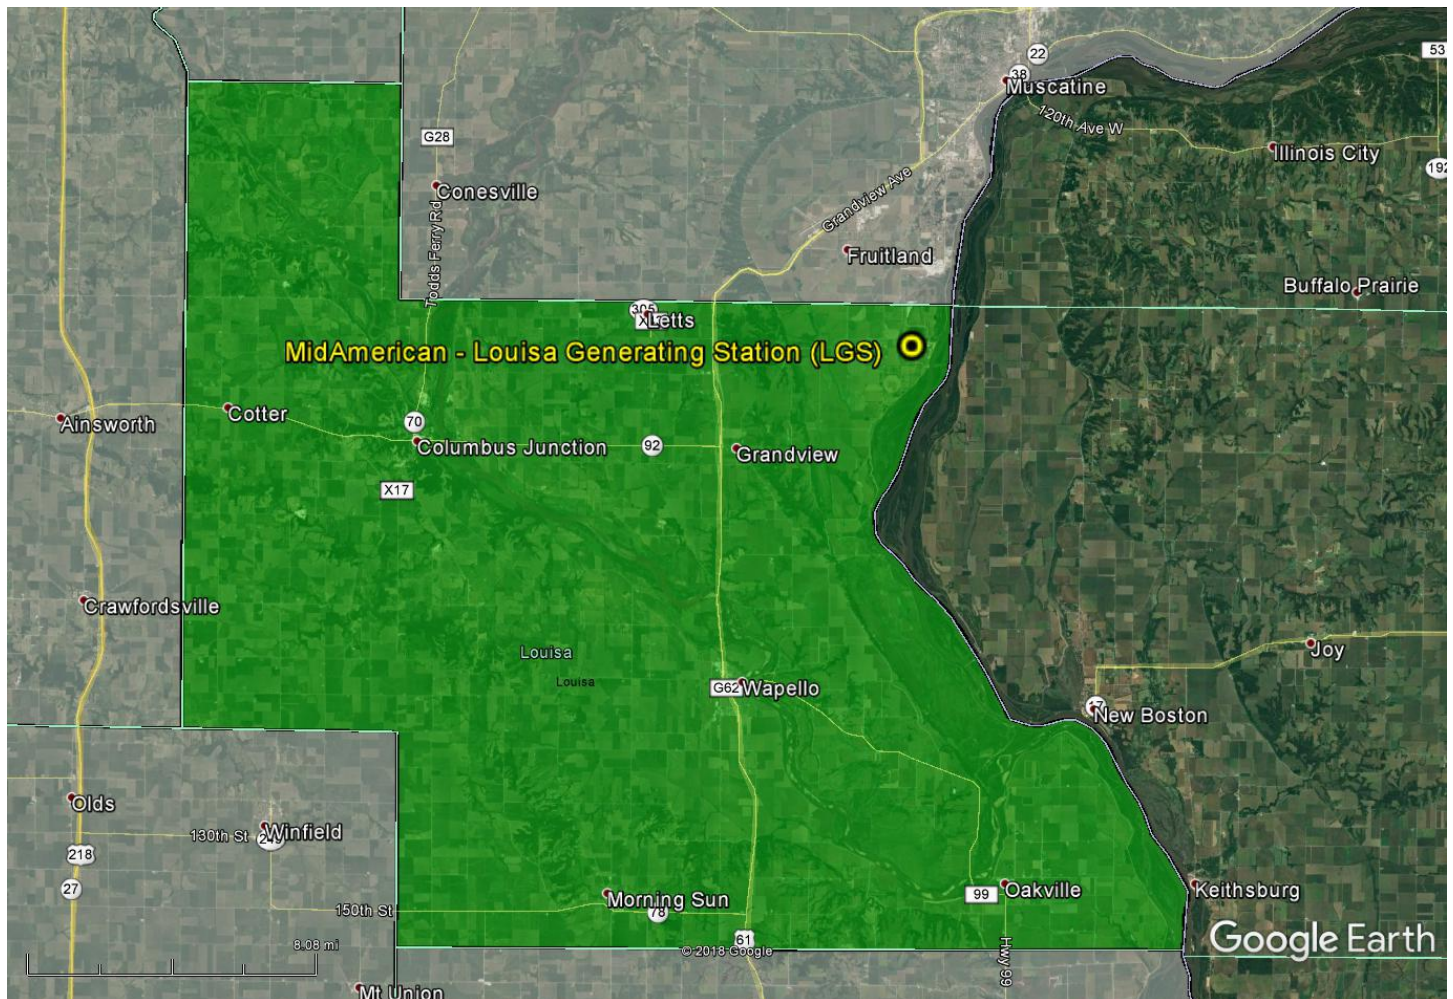 22
38
Muscatine
53
120th Ave W
G28
Illinois City
192
Conesville
Grandview Ave
Todds Ferry Rd
Fruitland
Buffalo Prairie
305
Letts
MidAmerican - Louisa Generating Station (LGS)
Cotter
Ainsworth
70
Columbus Junction
92
Grandview
X17
Crawfordsville
Louisa
Joy
Louisa
G62
Wapello
17
New Boston
Olds
130th St
Winfield
249
218
27
99
Oakville
Keithsburg
Morning Sun
150th St
78
61
8.08 mi
© 2018 Google
Hwy 99
Google Earth
Mt Union